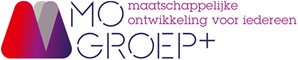 MO maatschappelijke
ontwikkeling voor iedereen
GROEP+